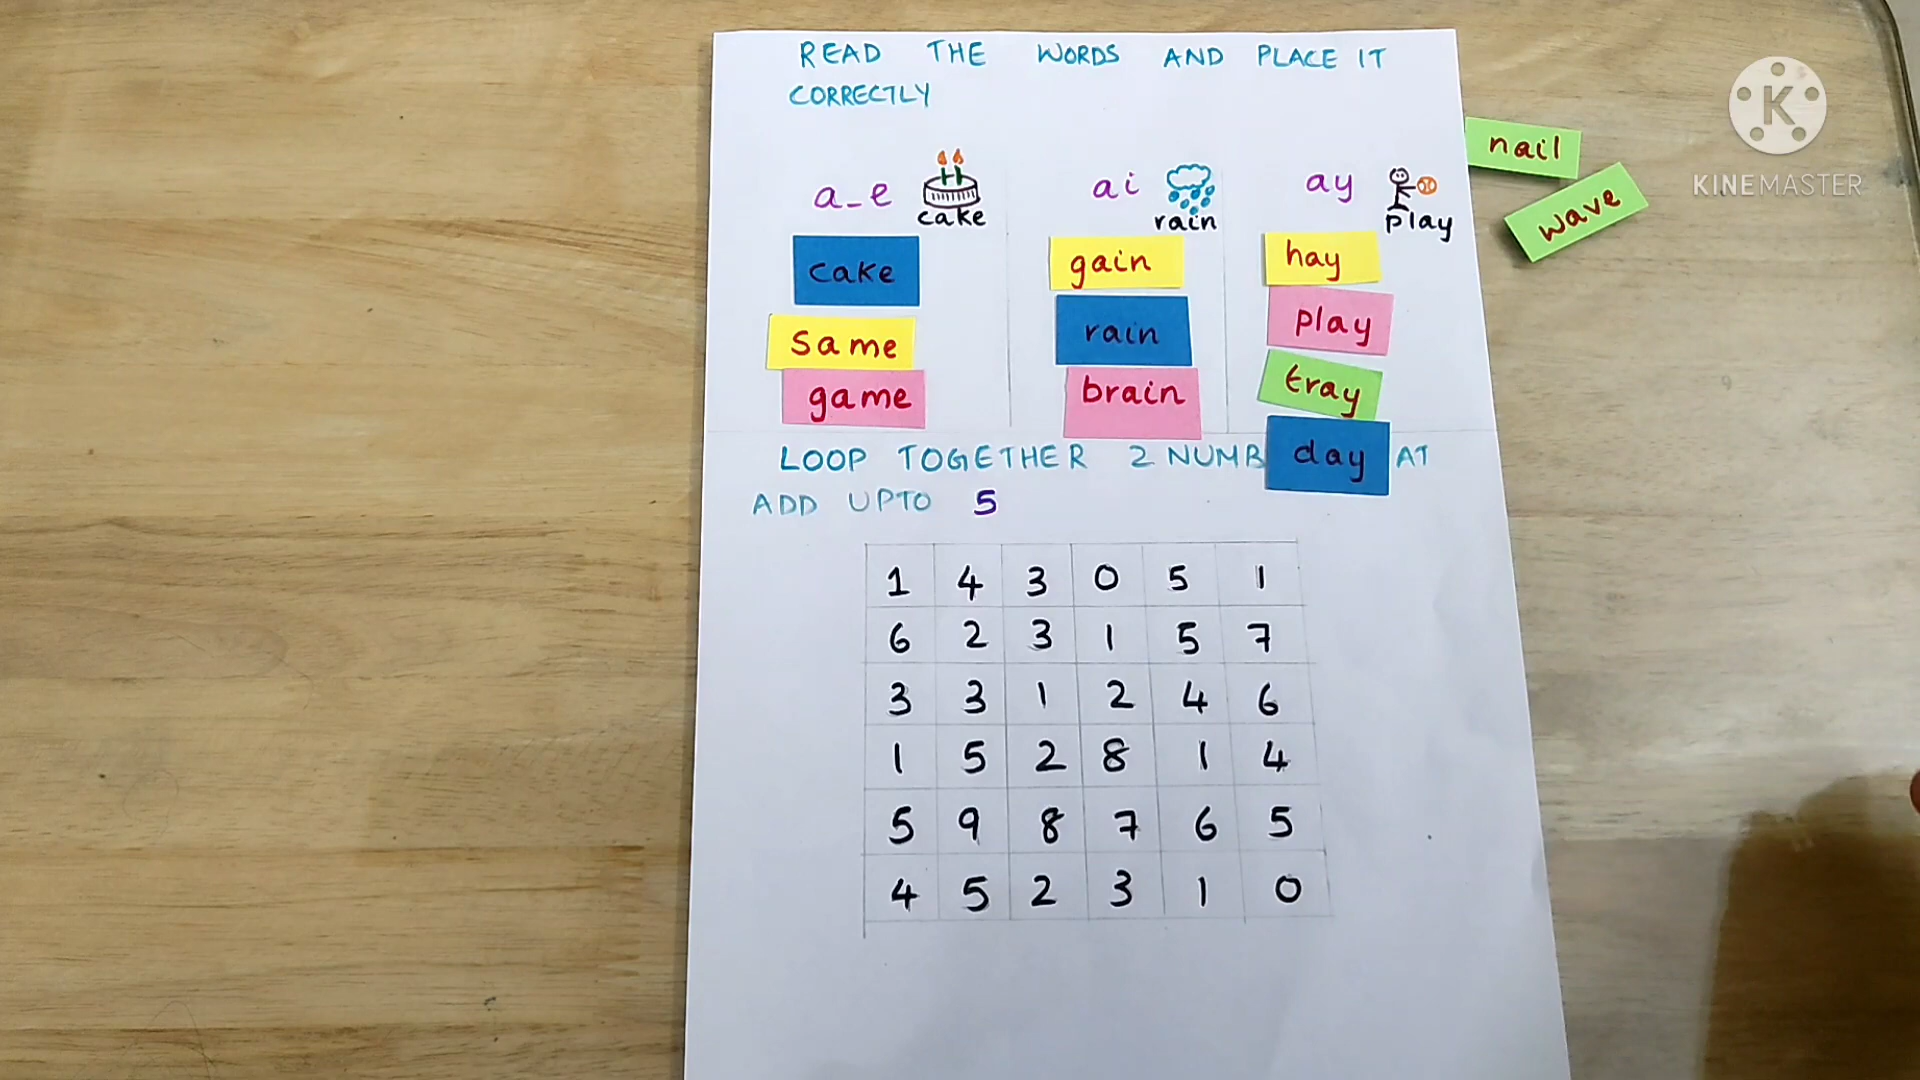 READ THE WORDS AND PLACE IT
CORRECTLY
a_e cake
ai rain
ay play
nail
wave
KINEMASTER
cake
same
game
gain
rain
brain
hay
play
tray
day
LOOP TOGETHER 2 NUMB AT
ADD UPTO 5
1 4 3 0 5 1
6 2 3 1 5 7
3 3 1 2 4 6
1 5 2 8 1 4
5 9 8 7 6 5
4 5 2 3 1 0